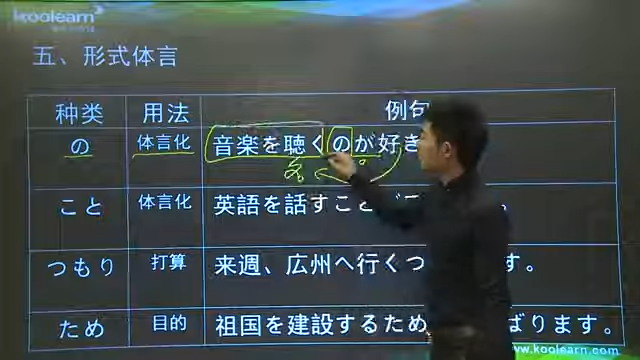 koolearn
五、形式体言
种类 用法 例句
の 体言化 音楽を聴くのが好き
こと 体言化 英語を話すこと
つもり 打算 来週、広州へ行くつ す。
ため 目的 祖国を建設するため ばります。
www.koolearn.com